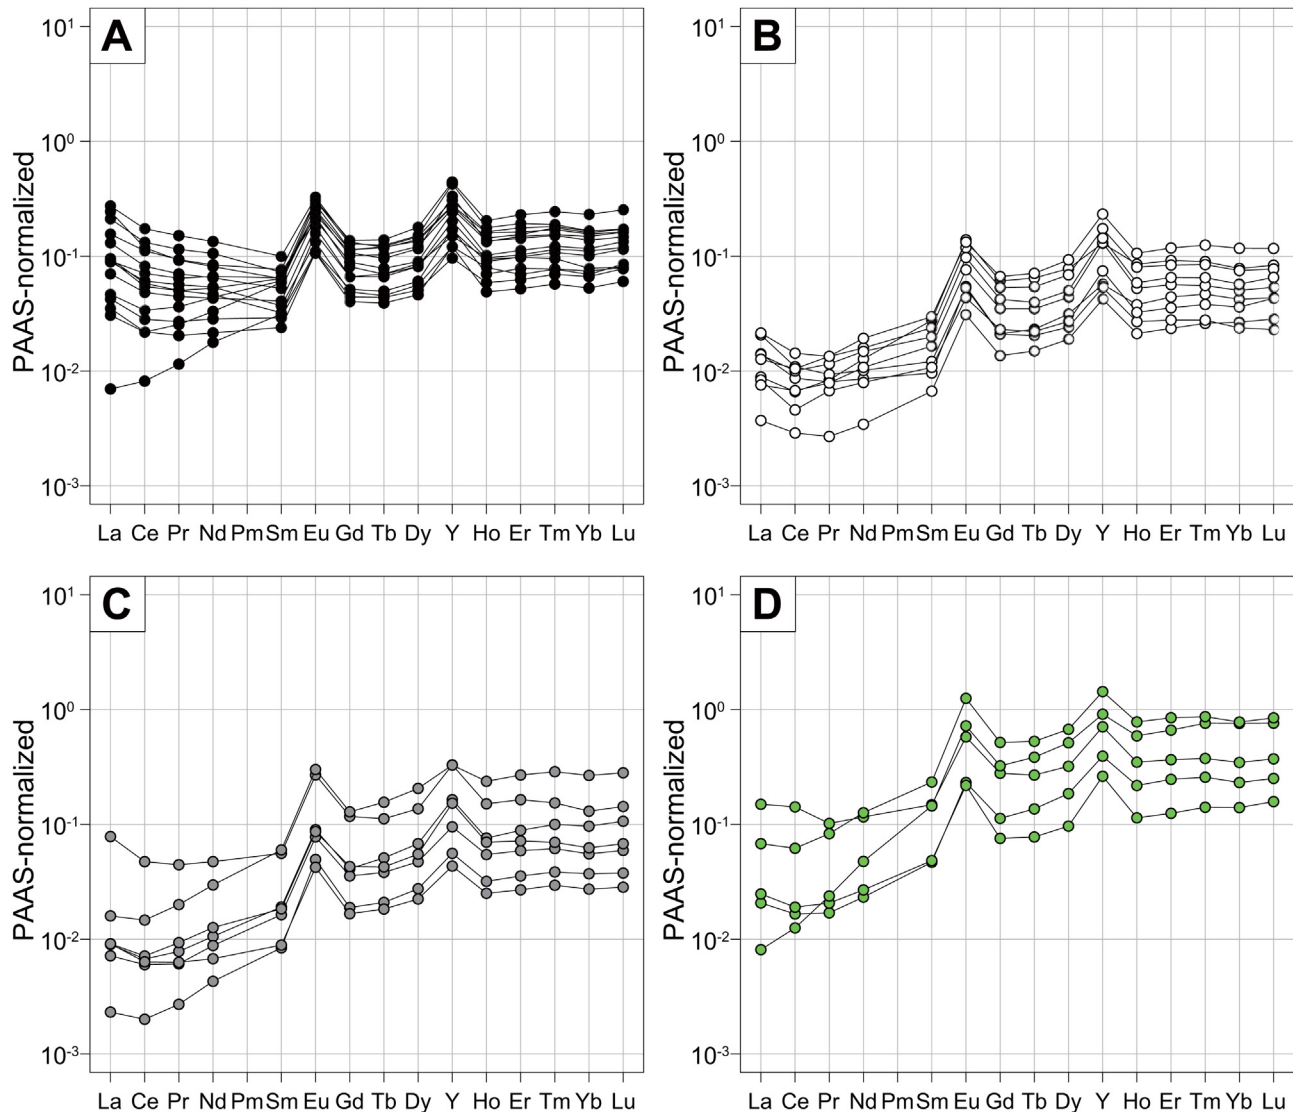 A
B
PAAS-normalized
10¹
10⁰
10⁻¹
10⁻²
10⁻³
La Ce Pr Nd Pm Sm Eu Gd Tb Dy Y Ho Er Tm Yb Lu
PAAS-normalized
10¹
10⁰
10⁻¹
10⁻²
10⁻³
La Ce Pr Nd Pm Sm Eu Gd Tb Dy Y Ho Er Tm Yb Lu
C
D
PAAS-normalized
10¹
10⁰
10⁻¹
10⁻²
10⁻³
La Ce Pr Nd Pm Sm Eu Gd Tb Dy Y Ho Er Tm Yb Lu
PAAS-normalized
10¹
10⁰
10⁻¹
10⁻²
10⁻³
La Ce Pr Nd Pm Sm Eu Gd Tb Dy Y Ho Er Tm Yb Lu